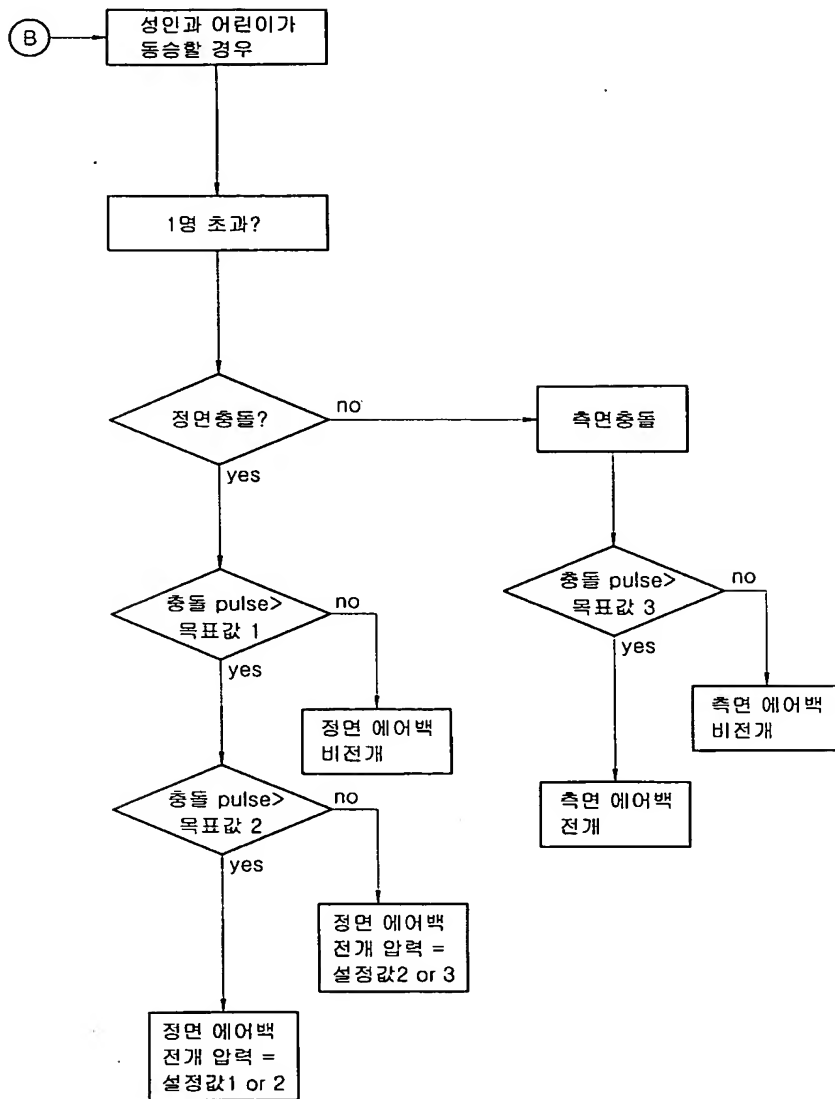 B
성인과 어린이가
동승할 경우
1명 초과?
정면충돌?
no
측면충돌
yes
충돌 pulse>
목표값 1
no
yes
정면 에어백
비전개
충돌 pulse>
목표값 3
no
yes
측면 에어백
비전개
측면 에어백
전개
충돌 pulse>
목표값 2
no
yes
정면 에어백
전개 압력 =
설정값2 or 3
정면 에어백
전개 압력 =
설정값1 or 2